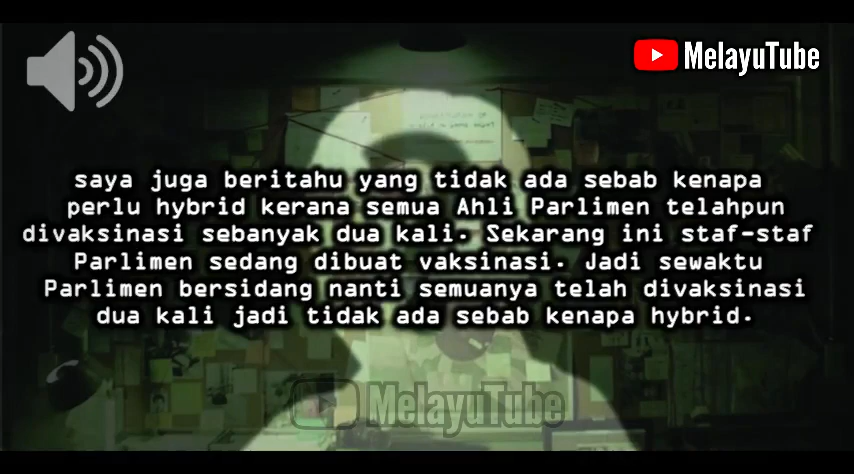 MelayuTube
saya juga beritahu yang tidak ada sebab kenapa
perlu hybrid kerana semua Ahli Parlimen telahpun
divaksinasi sebanyak dua kali. Sekarang ini staf-staf
Parlimen sedang dibuat vaksinasi. Jadi sewaktu
Parlimen bersidang nanti semuanya telah divaksinasi
dua kali jadi tidak ada sebab kenapa hybrid.
MelayuTube